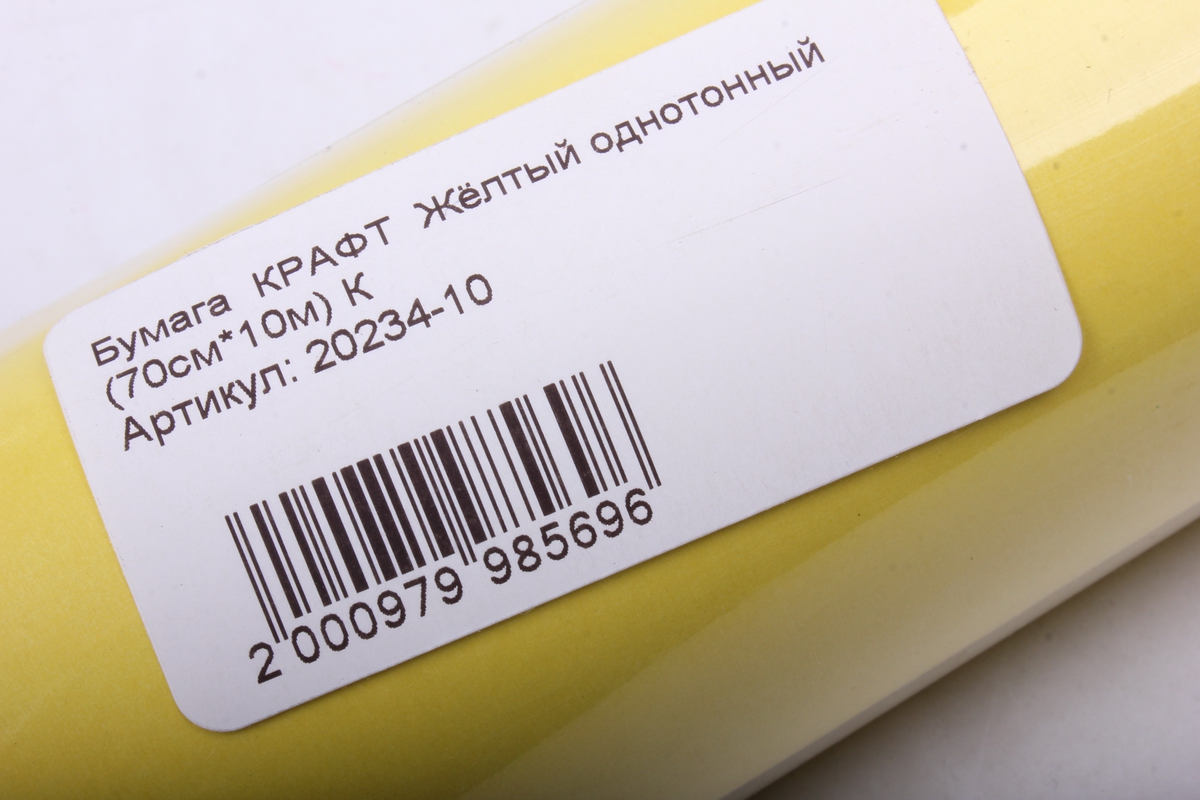 Бумага КРАФТ Жёлтый однотонный
(70см*10м) К
Артикул: 20234-10
2 000979 985696